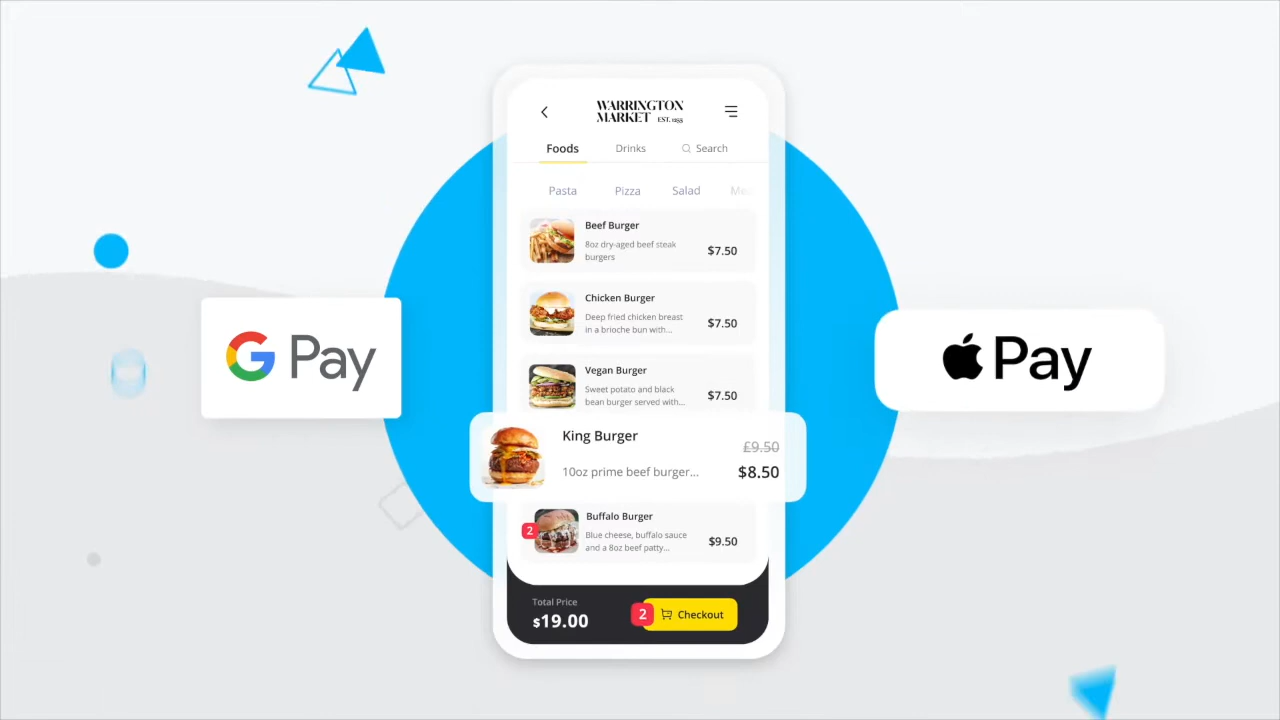 WARRINGTON
MARKET EST. 1255
Foods Drinks Search
Pasta Pizza Salad
Beef Burger
8oz dry-aged beef steak
burgers
$7.50
Chicken Burger
Deep fried chicken breast
in a brioche bun with...
$7.50
Vegan Burger
Sweet potato and black
bean burger served with...
$7.50
G Pay
Pay
King Burger
£9.50
10oz prime beef burger...
$8.50
2
Buffalo Burger
Blue cheese, buffalo sauce
and a 8oz beef patty...
$9.50
Total Price
$19.00
2 Checkout